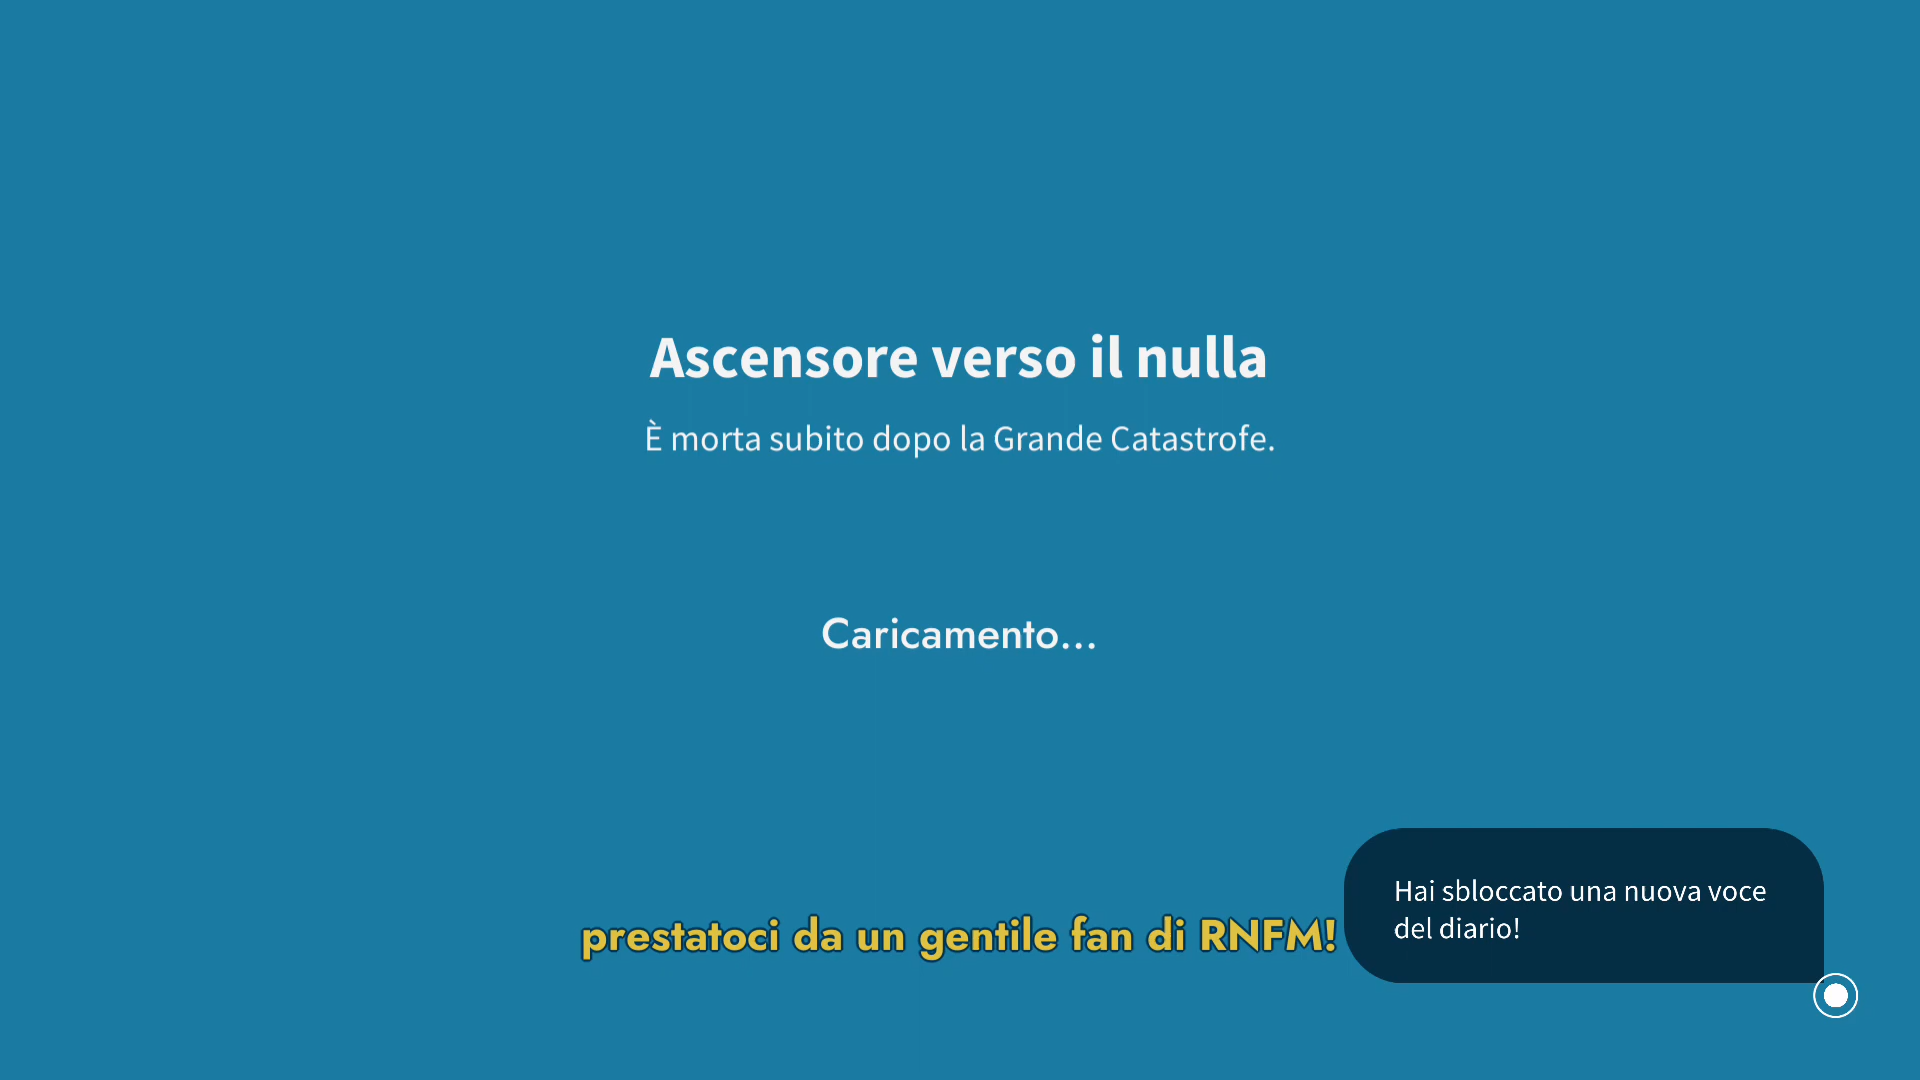 Ascensore verso il nulla
È morta subito dopo la Grande Catastrofe.
Caricamento...
prestatoci da un gentile fan di RNFM!
Hai sbloccato una nuova voce
del diario!